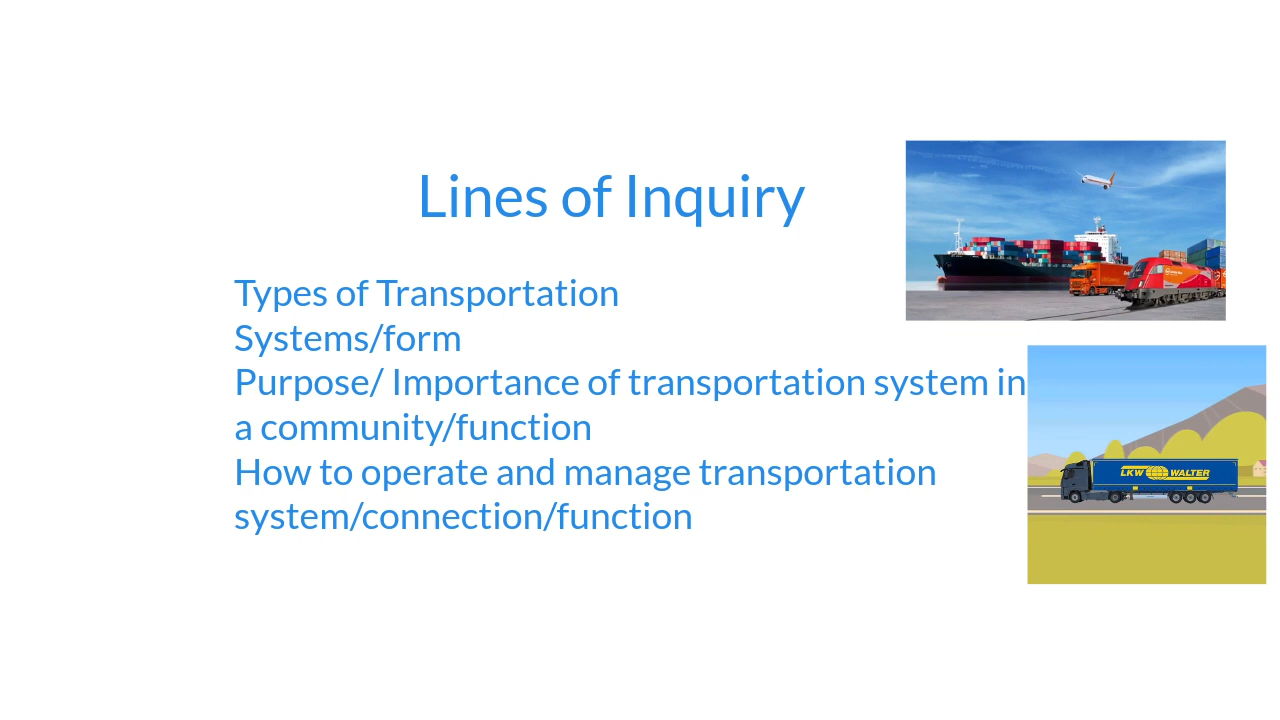 Lines of Inquiry
Types of Transportation
Systems/form
Purpose/ Importance of transportation system in
a community/function
How to operate and manage transportation
system/connection/function
LKW WALTER